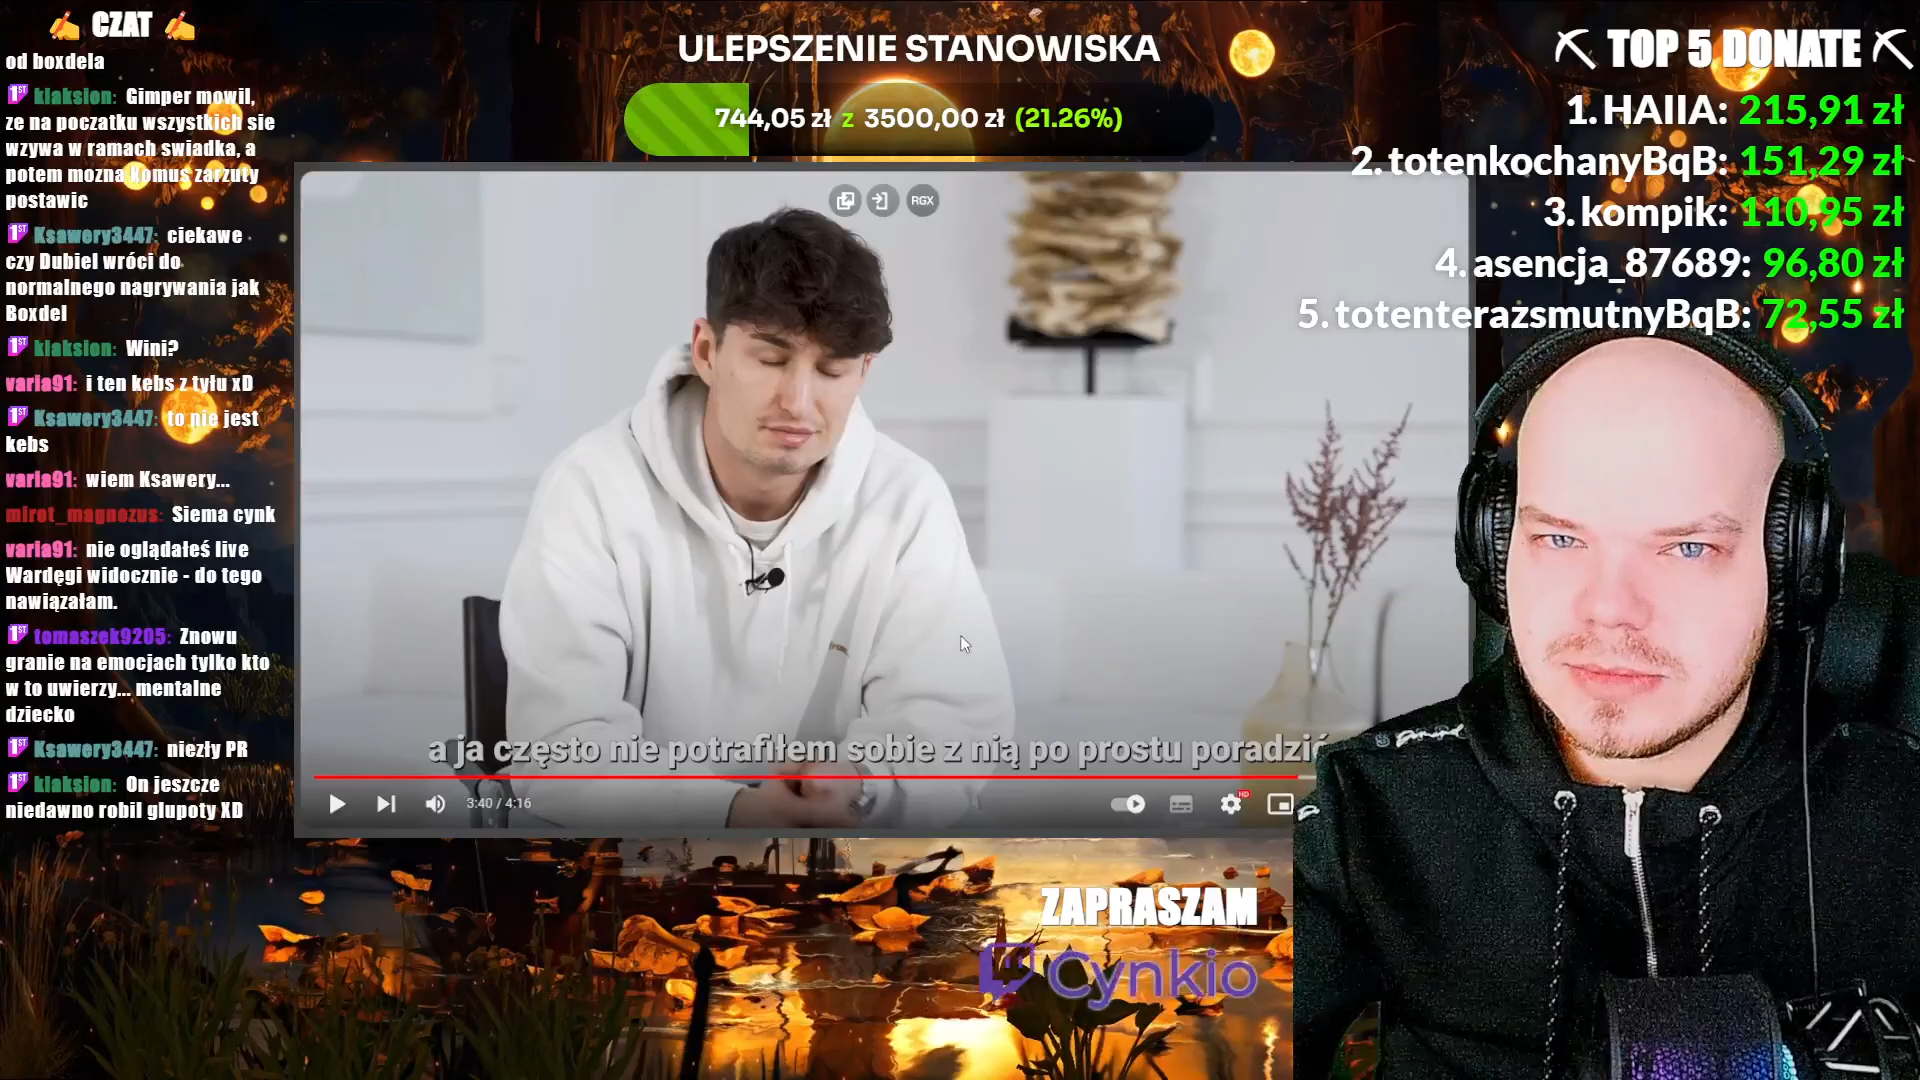 CZAT
od boxdela
klaksion: Gimper mowil,
ze na poczatku wszystkich sie
wzywa w ramach swiadka, a
potem mozna komus zarzuty
postawic
Ksawery3447: ciekawe
czy Dubiel wróci do
normalnego nagrywania jak
Boxdel
klaksion: Wini?
varla91: i ten kebs z tyłu xD
Ksawery3447: to nie jest
kebs
varla91: wiem Ksawery...
mirot_magnozus: Siema cynk
varla91: nie oglądałeś live
Wardęgi widocznie - do tego
nawiązałam.
tomaszek9205: Znowu
granie na emocjach tylko kto
w to uwierzy... mentalne
dziecko
Ksawery3447: niezły PR
klaksion: On jeszcze
niedawno robil glupoty XD
ULEPSZENIE STANOWISKA
744,05 zł z 3500,00 zł (21.26%)
RGX
a ja często nie potrafiłem sobie z nią po prostu poradzić
3:40 / 4:16
HD
TOP 5 DONATE
1. HAIIA: 215,91 zł
2. totenkochanyBqB: 151,29 zł
3. kompik: 110,95 zł
4. asencja_87689: 96,80 zł
5. totenterazsmutnyBqB: 72,55 zł
ZAPRASZAM
Cynkio